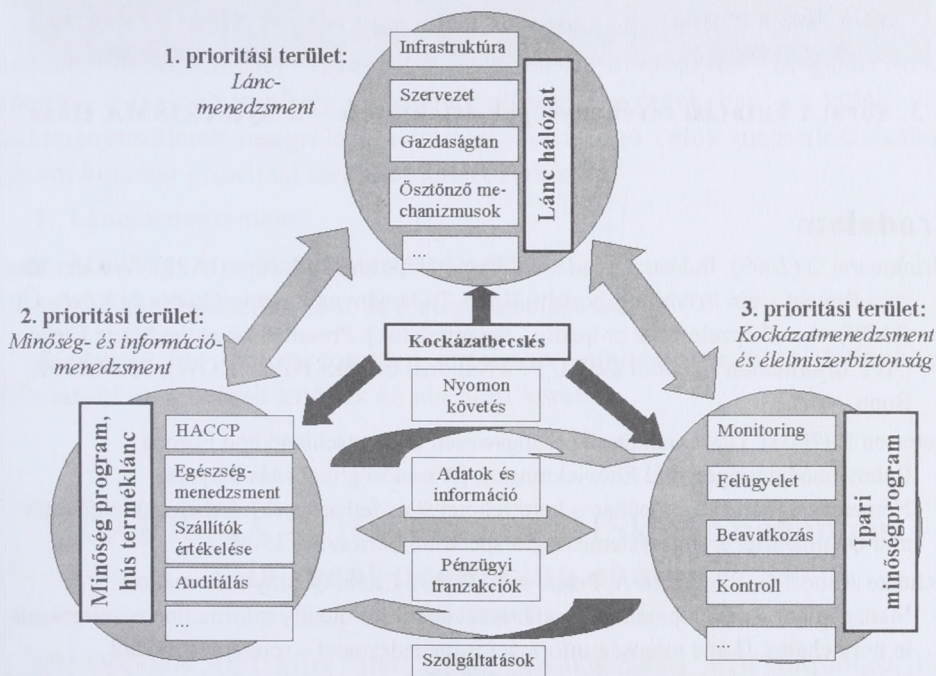 1. prioritási terület:
Lánc-
menedzsment
Infrastruktúra
Szervezet
Gazdaságtan
Ösztönző me-
chanizmusok
...
Lánc hálózat
2. prioritási terület:
Minőség- és információ-
menedzsment
3. prioritási terület:
Kockázatmenedzsment
és élelmiszerbiztonság
Kockázatbecslés
Nyomon
követés
Adatok és
információ
Pénzügyi
tranzakciók
Szolgáltatások
Minőség program,
hus terméklánc
HACCP
Egészség-
menedzsment
Szállítók
értékelése
Auditálás
...
Monitoring
Felügyelet
Beavatkozás
Kontroll
...
Ipari
minőségprogram